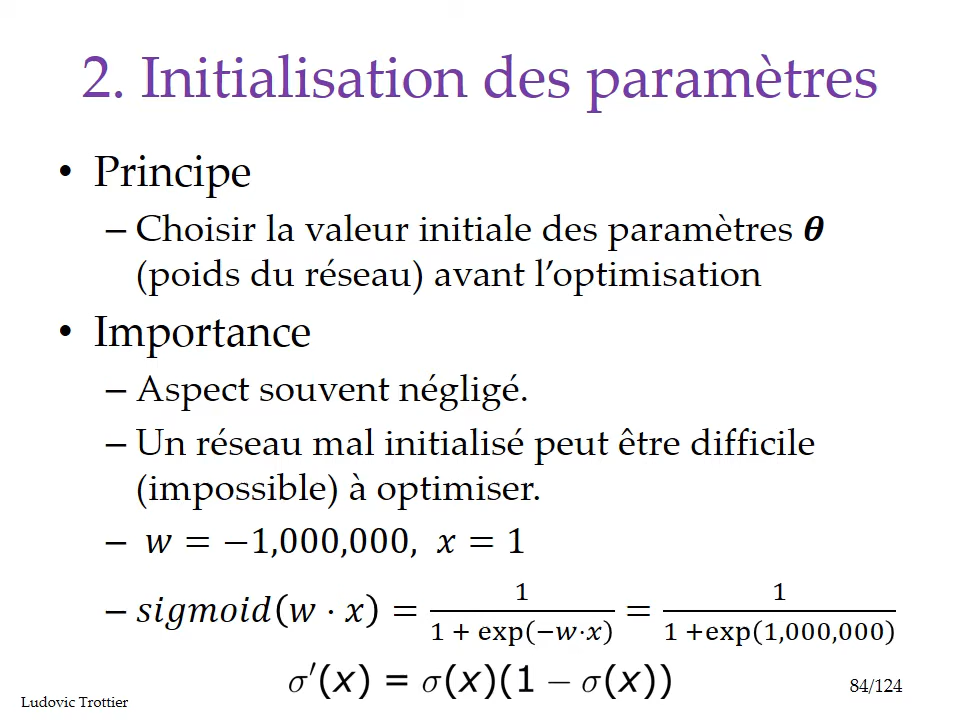 2. Initialisation des paramètres
• Principe
– Choisir la valeur initiale des paramètres θ
(poids du réseau) avant l’optimisation
• Importance
– Aspect souvent négligé.
– Un réseau mal initialisé peut être difficile
(impossible) à optimiser.
– w = −1,000,000, x = 1
– sigmoid(w · x) = 1 / (1 + exp(−w·x)) = 1 / (1 +exp(1,000,000))
σ′(x) = σ(x)(1 − σ(x))
84/124
Ludovic Trottier